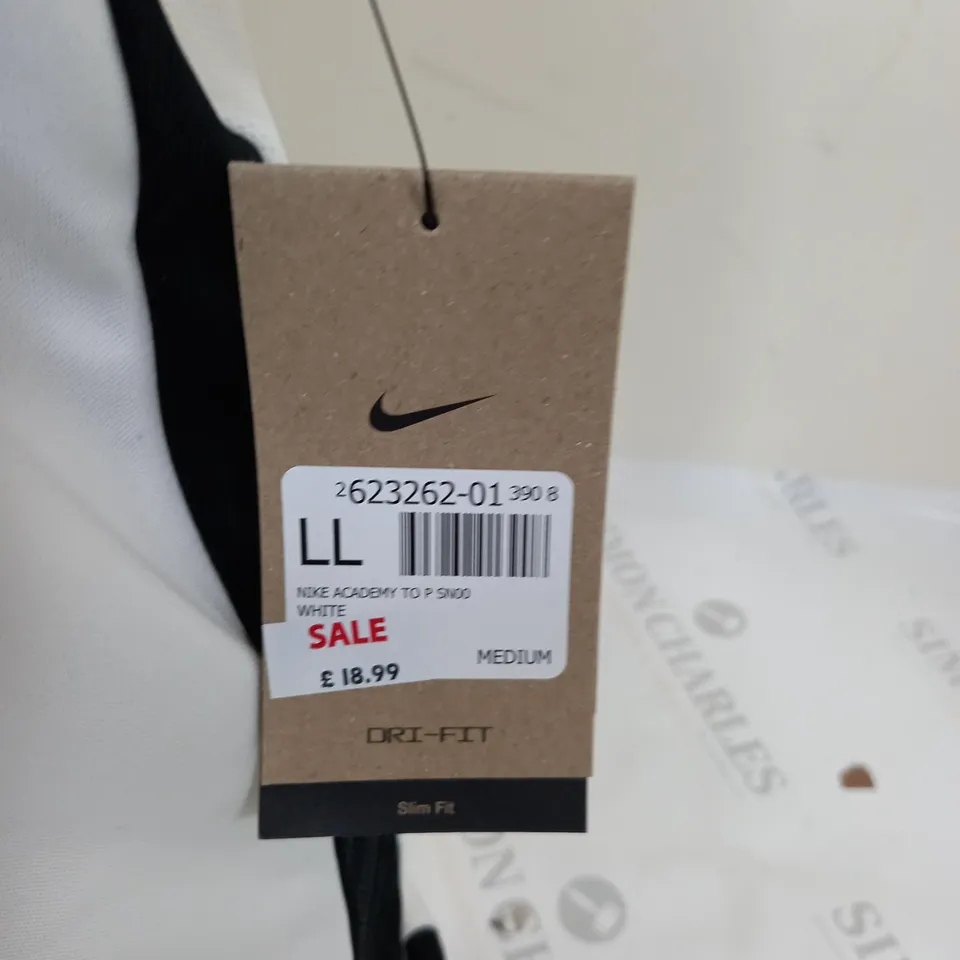 2623262-01 390 8
LL
NIKE ACADEMY TO P SN00
WHITE
SALE
£ 18.99
MEDIUM
DRI-FIT
Slim Fit
SIMON CHARLES